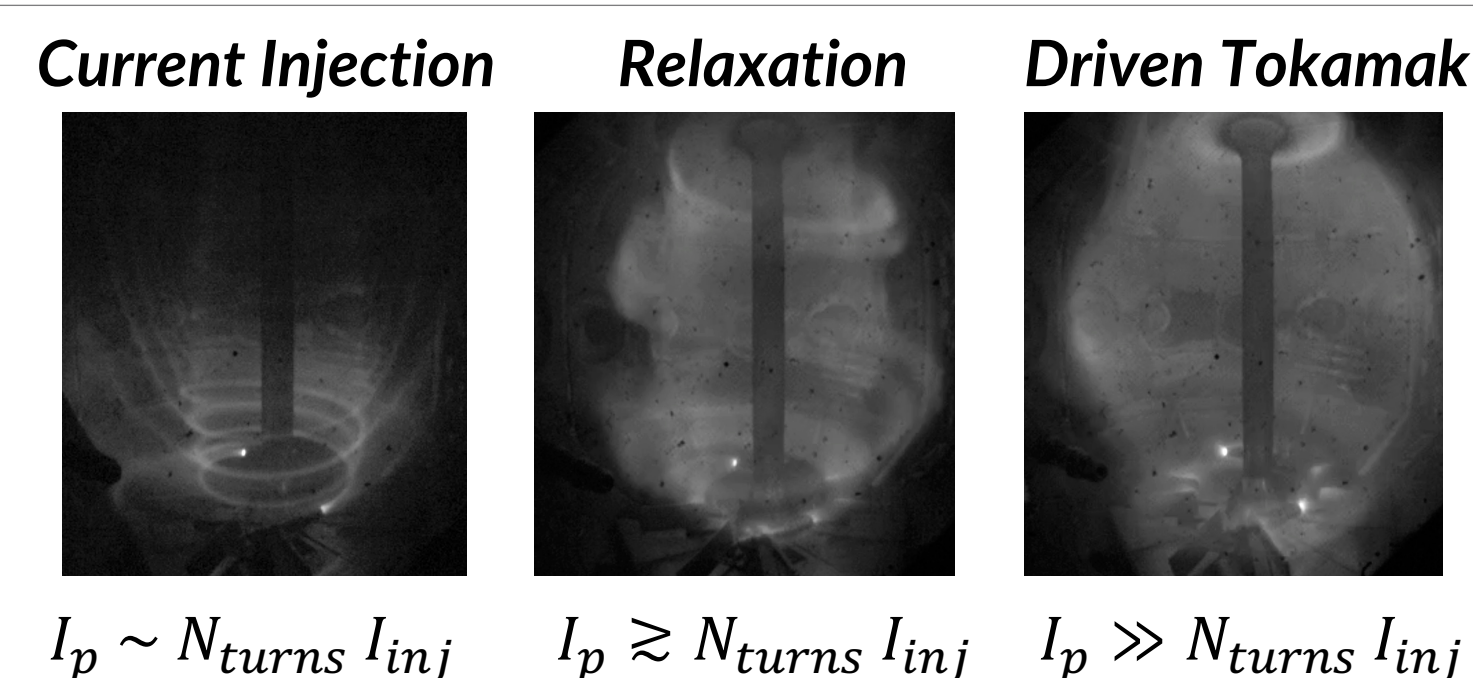 Current Injection
Relaxation
Driven Tokamak
I_p ~ N_turns I_inj
I_p ≳ N_turns I_inj
I_p ≫ N_turns I_inj